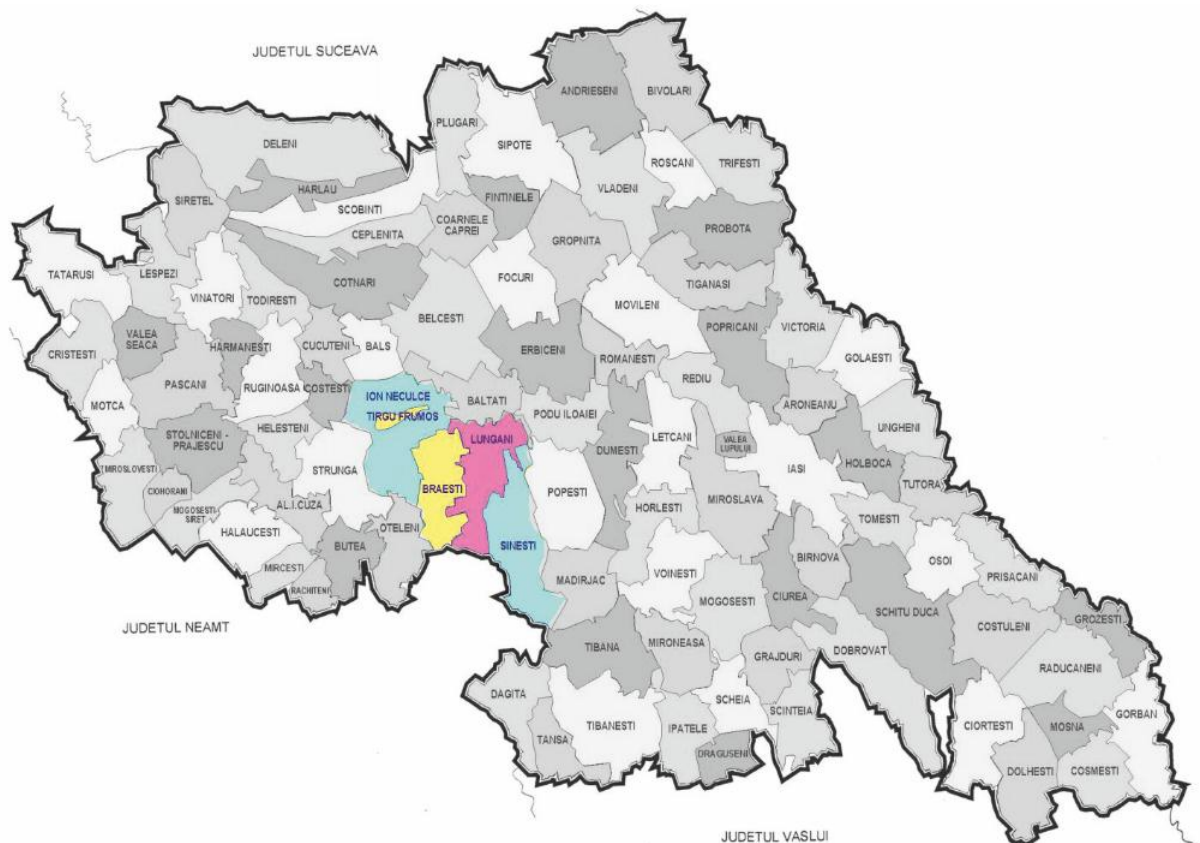 JUDETUL SUCEAVA
ANDRIESENI
BIVOLARI
PLUGARI
DELENI
SIPOTE
ROSCANI
TRIFESTI
HARLAU
VLADENI
SIRETEL
FINTINELE
SCOBINTI
COARNELE
CAPREI
PROBOTA
CEPLENITA
GROPNITA
TATARUSI
LESPEZI
COTNARI
FOCURI
TIGANASI
VINATORI
TODIRESTI
MOVILENI
BELCESTI
POPRICANI
VICTORIA
VALEA
SEACA
HARMANESTI
CUCUTENI
BALS
ERBICENI
ROMANESTI
GOLAESTI
CRISTESTI
PASCANI
RUGINOASA
COSTESTI
REDIU
ION NECULCE
BALTATI
ARONEANU
MOTCA
TIRGU FRUMOS
PODU ILOAIEI
HELESTENI
UNGHENI
STOLNICENI -
PRAJESCU
LUNGANI
LETCANI
VALEA
LUPULUI
DUMESTI
HOLBOCA
IASI
MIROSLOVESTI
STRUNGA
TUTORA
CIOHORANI
BRAESTI
POPESTI
MIROSLAVA
AL.I.CUZA
HORLESTI
MOGOSESTI-
SIRET
TOMESTI
HALAUCESTI
OTELENI
BUTEA
SINESTI
BIRNOVA
OSOI
MIRCESTI
VOINESTI
PRISACANI
MADIRJAC
RACHITENI
CIUREA
MOGOSESTI
SCHITU DUCA
GROZESTI
JUDETUL NEAMT
COSTULENI
TIBANA
MIRONEASA
DOBROVAT
GRAJDURI
RADUCANENI
DAGITA
SCHEIA
SCINTEIA
GORBAN
TIBANESTI
IPATELE
CIORTESTI
MOSNA
TANSA
DRAGUSENI
DOLHESTI
COSMESTI
JUDETUL VASLUI